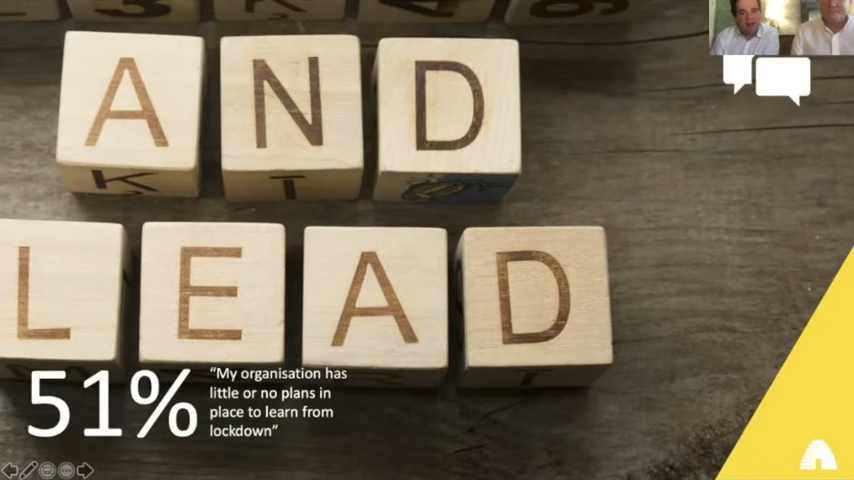 AND
K T
LEAD
51%
“My organisation has
little or no plans in
place to learn from
lockdown”